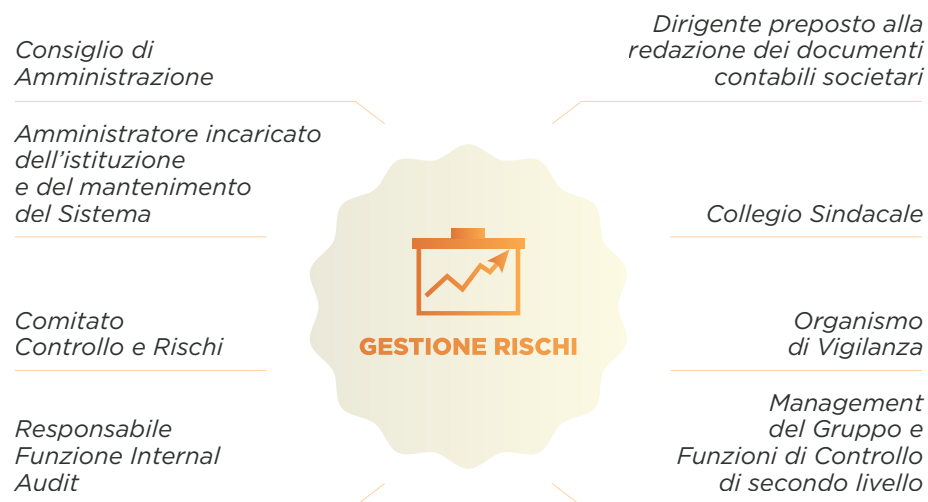 Consiglio di
Amministrazione
Amministratore incaricato
dell’istituzione
e del mantenimento
del Sistema
Comitato
Controllo e Rischi
Responsabile
Funzione Internal
Audit
GESTIONE RISCHI
Dirigente preposto alla
redazione dei documenti
contabili societari
Collegio Sindacale
Organismo
di Vigilanza
Management
del Gruppo e
Funzioni di Controllo
di secondo livello